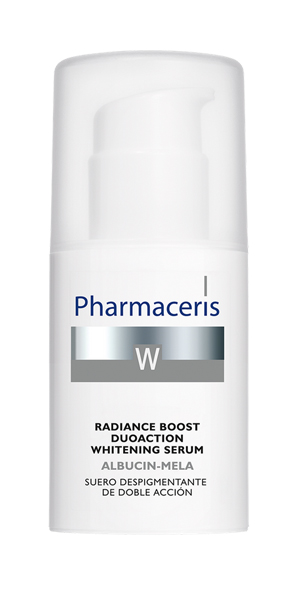 Pharmaceris
W
RADIANCE BOOST
DUOACTION
WHITENING SERUM
ALBUCIN-MELA
SUERO DESPIGMENTANTE
DE DOBLE ACCIÓN